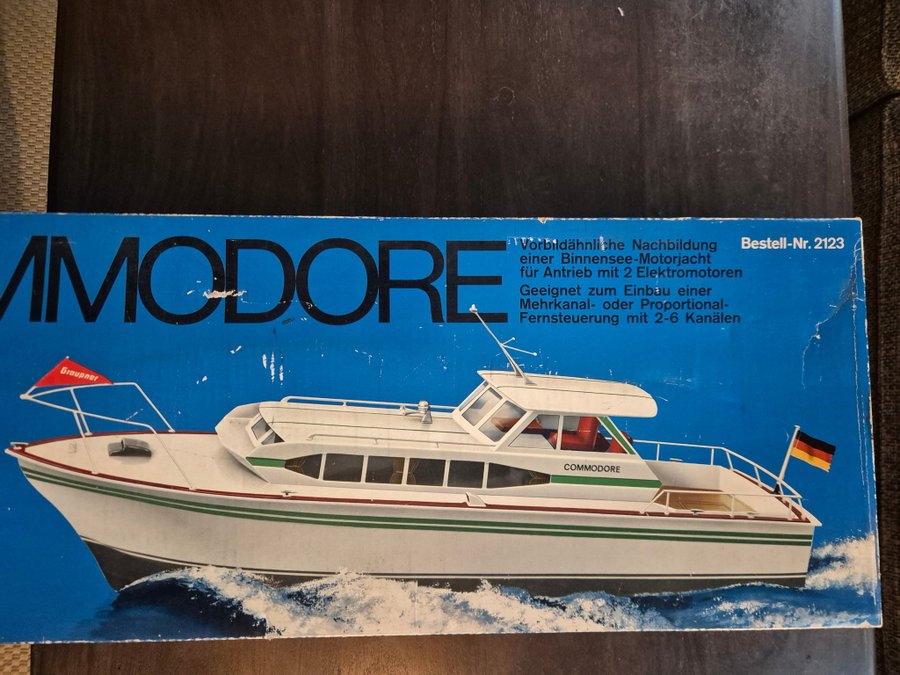 MMODORE
Vorbildähnliche Nachbildung
einer Binnensee-Motorjacht
für Antrieb mit 2 Elektromotoren
Geeignet zum Einbau einer
Mehrkanal- oder Proportional-
Fernsteuerung mit 2-6 Kanälen
Bestell-Nr. 2123
Graupner
COMMODORE